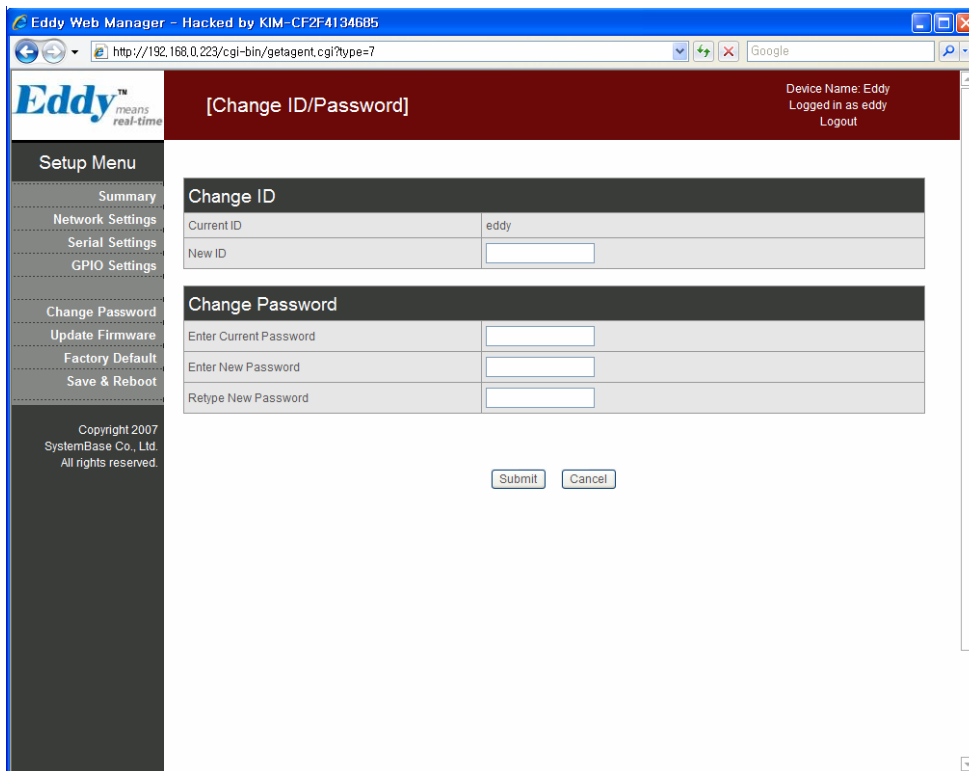 Eddy Web Manager - Hacked by KIM-CF2F4134685
http://192,168,0,223/cgi-bin/getagent,cgi?type=7
Google
Eddy™ means real-time
[Change ID/Password]
Device Name: Eddy
Logged in as eddy
Logout
Setup Menu
Summary
Network Settings
Serial Settings
GPIO Settings
Change Password
Update Firmware
Factory Default
Save & Reboot
Copyright 2007
SystemBase Co., Ltd.
All rights reserved.
Change ID
Current ID eddy
New ID
Change Password
Enter Current Password
Enter New Password
Retype New Password
Submit Cancel